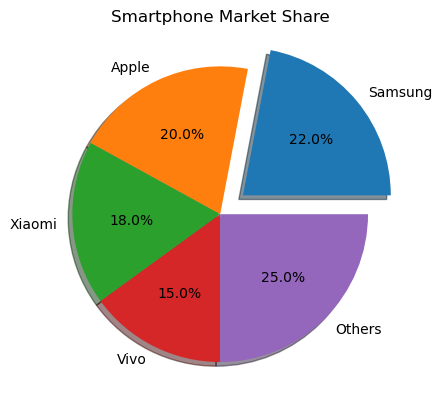 Smartphone Market Share
Apple
Samsung
20.0%
22.0%
Xiaomi
18.0%
15.0%
25.0%
Vivo
Others